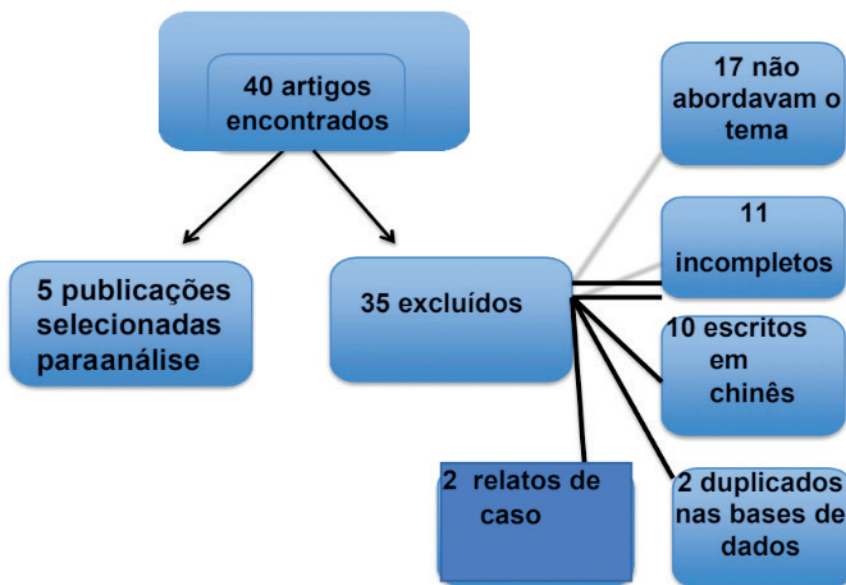 40 artigos
encontrados
5 publicações
selecionadas
paraanálise
35 excluídos
17 não
abordavam o
tema
11
incompletos
10 escritos
em
chinês
2 relatos de
caso
2 duplicados
nas bases de
dados